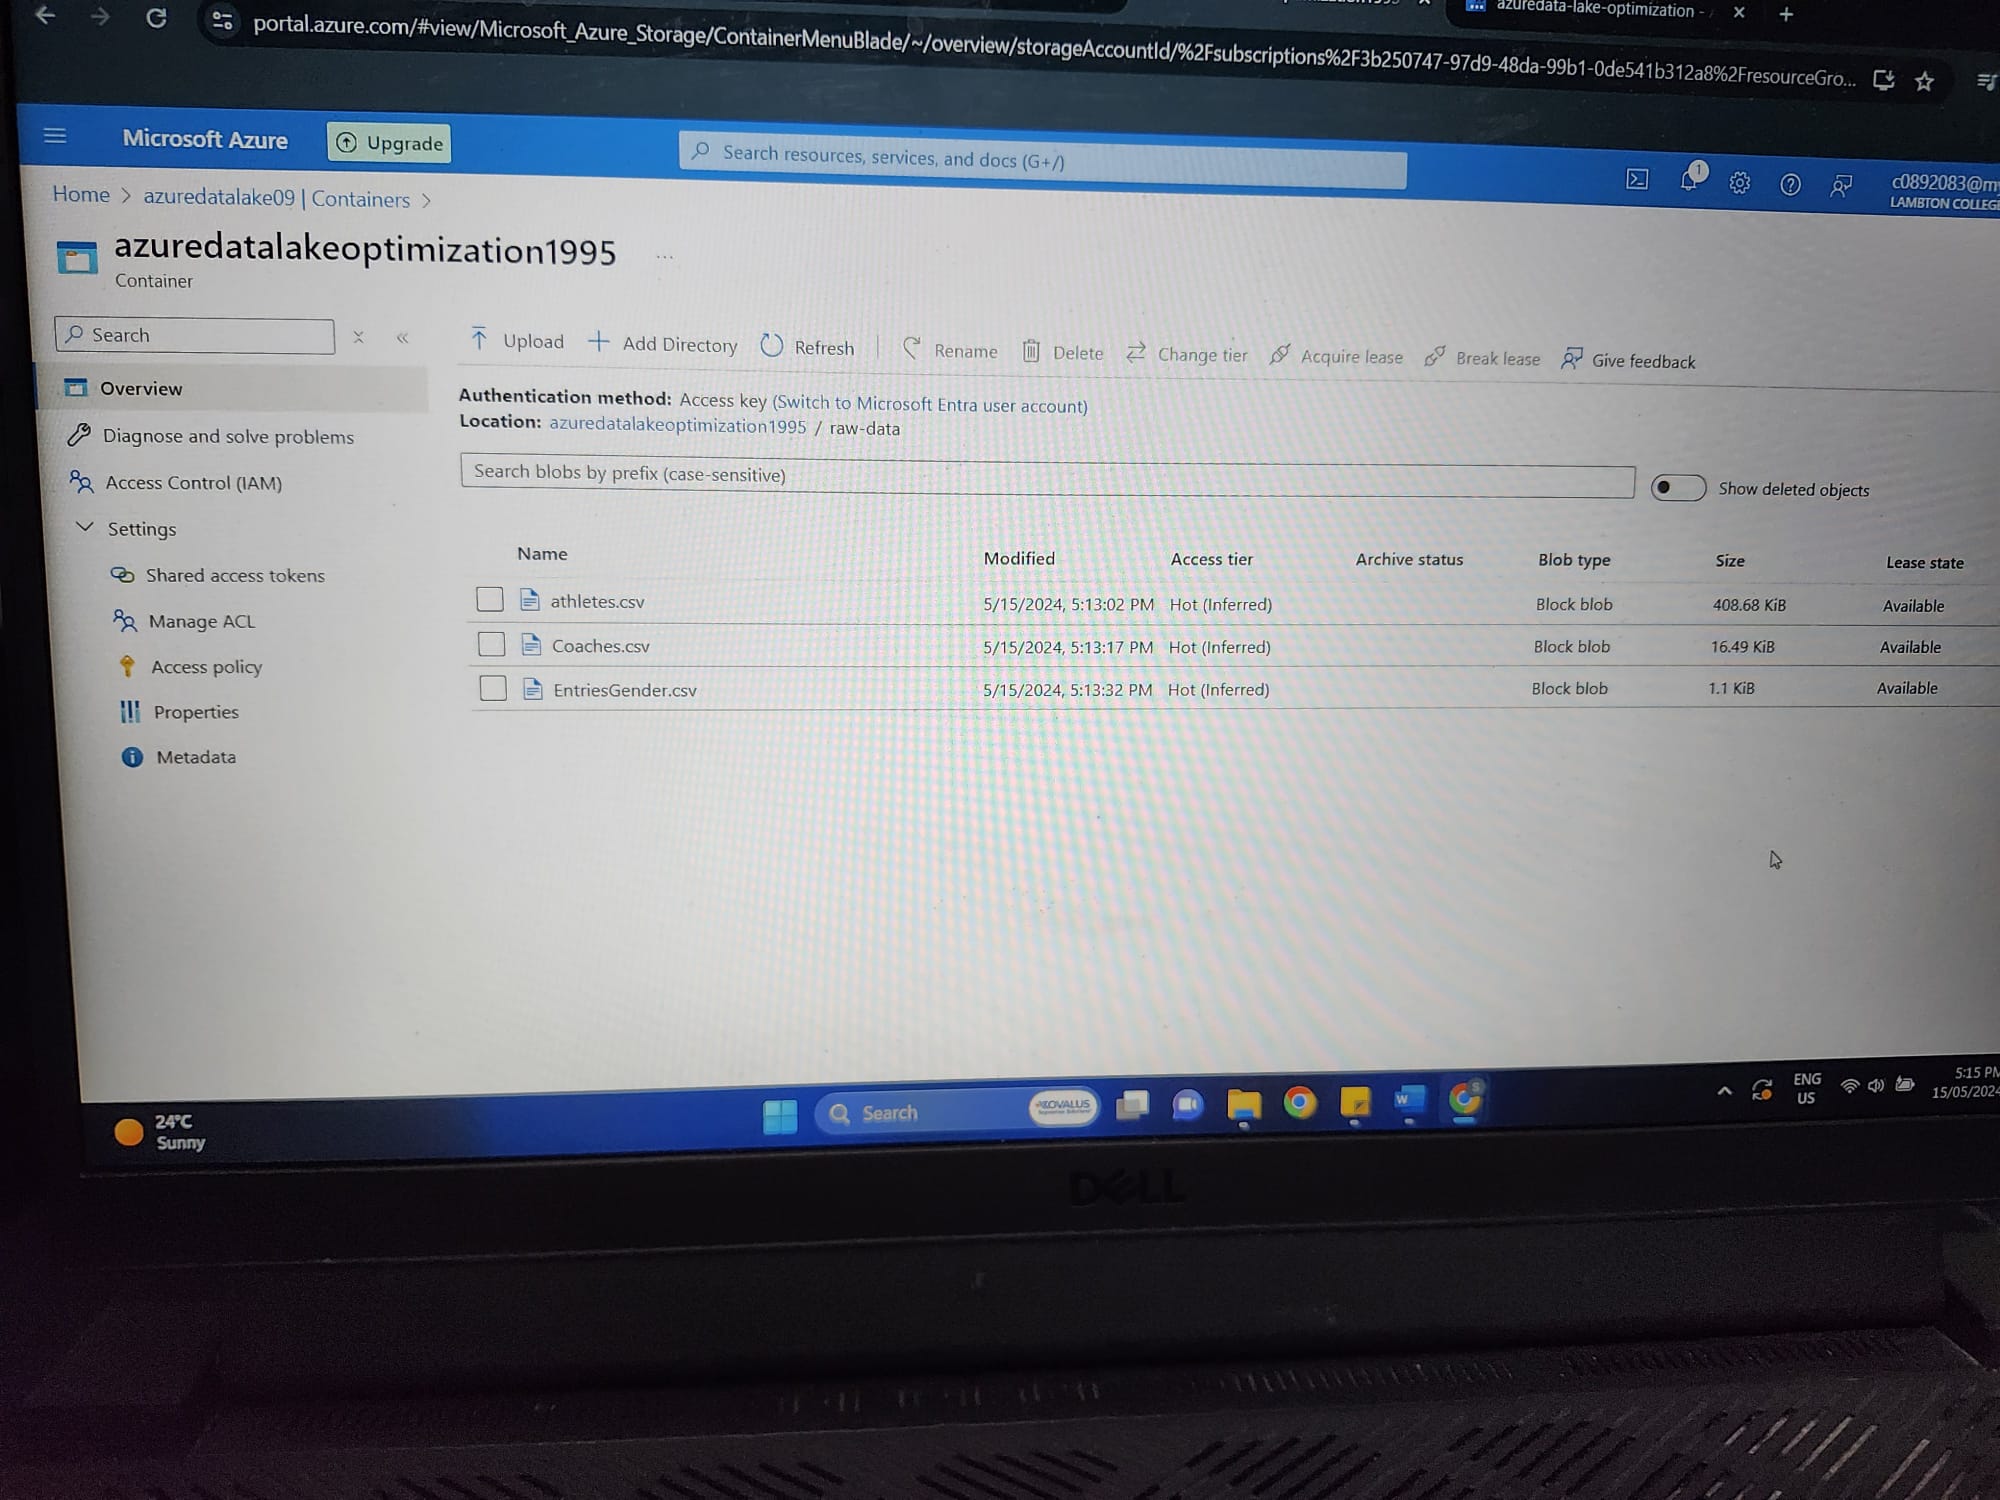 azuredata-lake-optimization -
portal.azure.com/#view/Microsoft_Azure_Storage/ContainerMenuBlade/~/overview/storageAccountId/%2Fsubscriptions%2F3b250747-97d9-48da-99b1-0de541b312a8%2FresourceGro...
Microsoft Azure
Upgrade
Search resources, services, and docs (G+/)
1
c0892083@m
LAMBTON COLLEGE
Home > azuredatalake09 | Containers >
azuredatalakeoptimization1995 ...
Container
Search
Upload
Add Directory
Refresh
Rename
Delete
Change tier
Acquire lease
Break lease
Give feedback
Overview
Diagnose and solve problems
Access Control (IAM)
Settings
Shared access tokens
Manage ACL
Access policy
Properties
Metadata
Authentication method: Access key (Switch to Microsoft Entra user account)
Location: azuredatalakeoptimization1995 / raw-data
Search blobs by prefix (case-sensitive)
Show deleted objects
Name Modified Access tier Archive status Blob type Size Lease state
athletes.csv 5/15/2024, 5:13:02 PM Hot (Inferred) Block blob 408.68 KiB Available
Coaches.csv 5/15/2024, 5:13:17 PM Hot (Inferred) Block blob 16.49 KiB Available
EntriesGender.csv 5/15/2024, 5:13:32 PM Hot (Inferred) Block blob 1.1 KiB Available
24°C
Sunny
Search
ENG
US
5:15 PM
15/05/2024
DELL